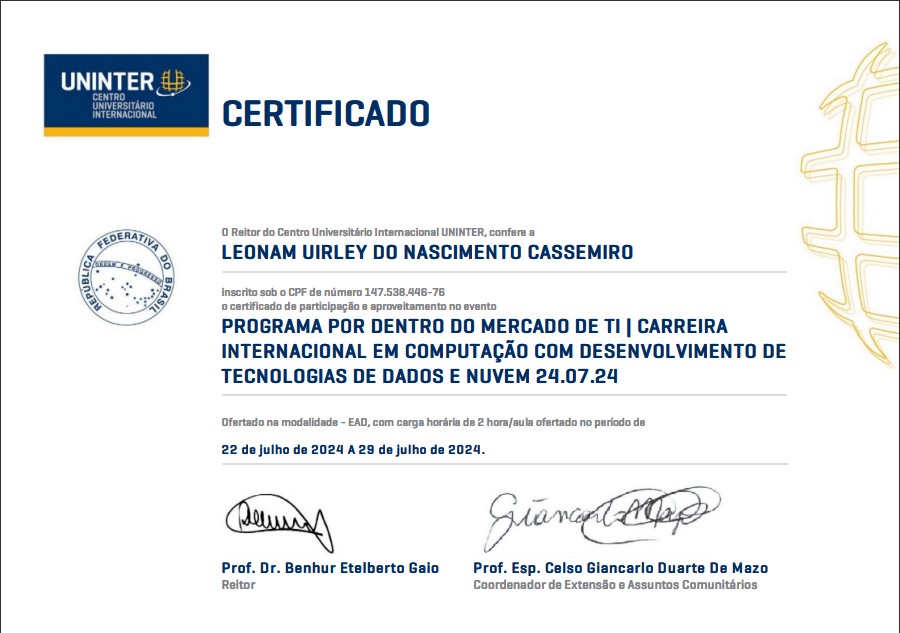 UNINTER
CENTRO
UNIVERSITÁRIO
INTERNACIONAL
CERTIFICADO
REPÚBLICA FEDERATIVA DO BRASIL
ORDEM E PROGRESSO
O Reitor do Centro Universitário Internacional UNINTER, confere a
LEONAM UIRLEY DO NASCIMENTO CASSEMIRO
inscrito sob o CPF de número 147.538.446-76
o certificado de participação e aproveitamento no evento
PROGRAMA POR DENTRO DO MERCADO DE TI | CARREIRA
INTERNACIONAL EM COMPUTAÇÃO COM DESENVOLVIMENTO DE
TECNOLOGIAS DE DADOS E NUVEM 24.07.24
Ofertado na modalidade - EAD, com carga horária de 2 hora/aula ofertado no período de
22 de julho de 2024 A 29 de julho de 2024.
Prof. Dr. Benhur Etelberto Gaio
Reitor
Prof. Esp. Celso Giancarlo Duarte De Mazo
Coordenador de Extensão e Assuntos Comunitários